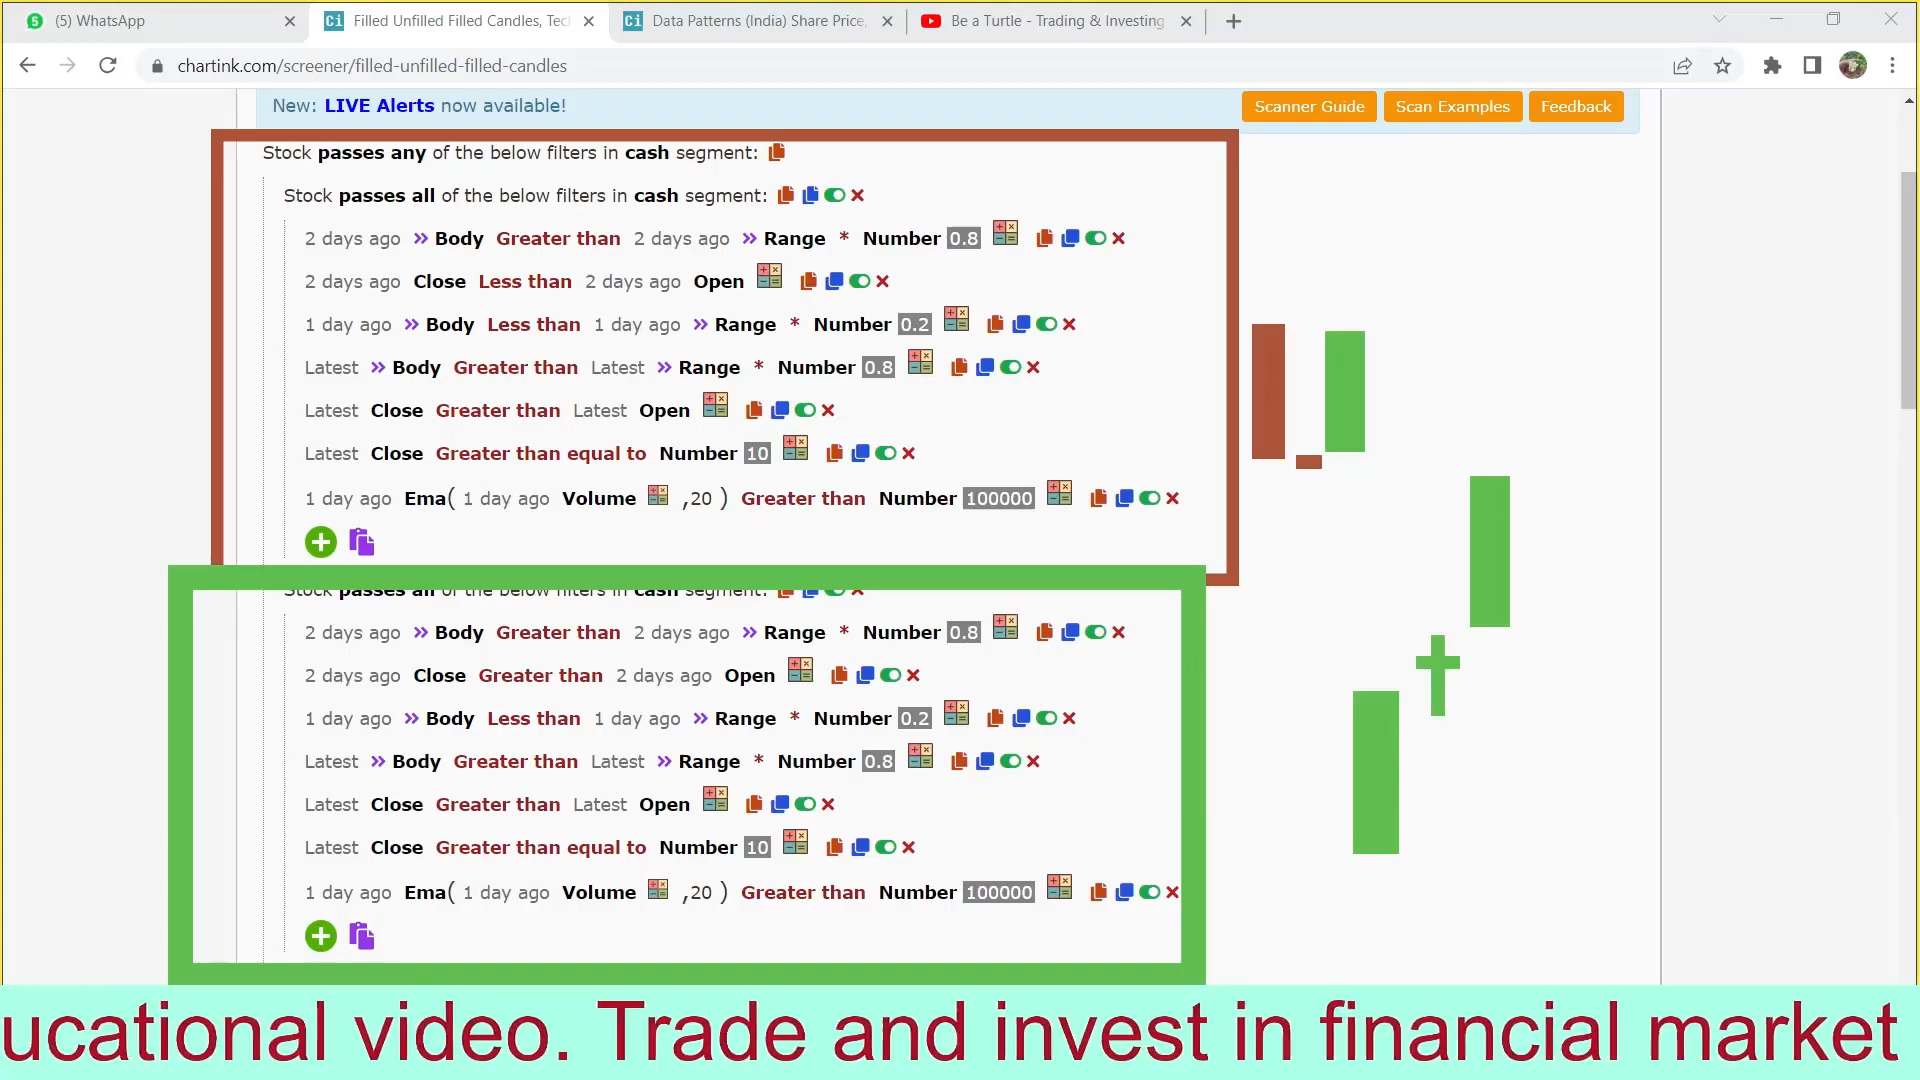 (5) WhatsApp
Filled Unfilled Filled Candles, Tec
Data Patterns (India) Share Price,
Be a Turtle - Trading & Investing
chartink.com/screener/filled-unfilled-filled-candles
New: LIVE Alerts now available!
Scanner Guide
Scan Examples
Feedback
Stock passes any of the below filters in cash segment:
Stock passes all of the below filters in cash segment:
2 days ago Body Greater than 2 days ago Range * Number 0.8
2 days ago Close Less than 2 days ago Open
1 day ago Body Less than 1 day ago Range * Number 0.2
Latest Body Greater than Latest Range * Number 0.8
Latest Close Greater than Latest Open
Latest Close Greater than equal to Number 10
1 day ago Ema( 1 day ago Volume ,20 ) Greater than Number 100000
Stock passes all of the below filters in cash segment:
2 days ago Body Greater than 2 days ago Range * Number 0.8
2 days ago Close Greater than 2 days ago Open
1 day ago Body Less than 1 day ago Range * Number 0.2
Latest Body Greater than Latest Range * Number 0.8
Latest Close Greater than Latest Open
Latest Close Greater than equal to Number 10
1 day ago Ema( 1 day ago Volume ,20 ) Greater than Number 100000
ucational video. Trade and invest in financial market